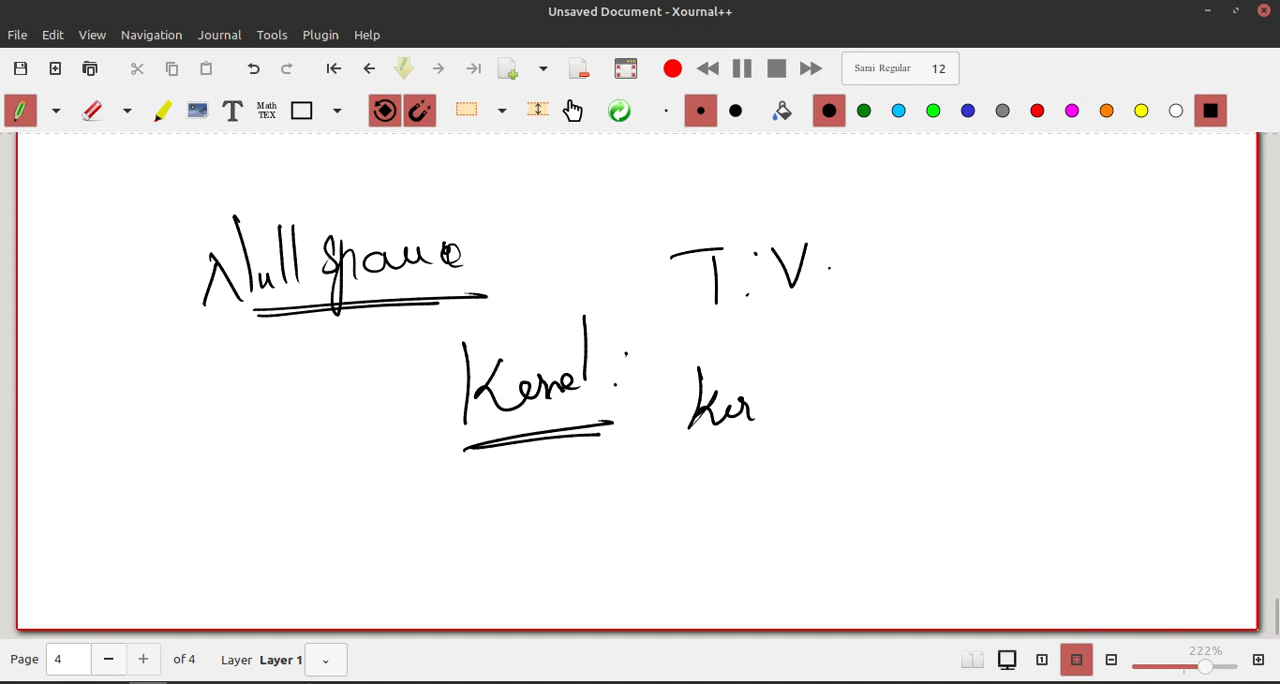 Unsaved Document - Xournal++
File Edit View Navigation Journal Tools Plugin Help
Sarai Regular 12
T Math TEX
Null space T : V
Kernel : ker
Page 4 of 4 Layer Layer 1 222%